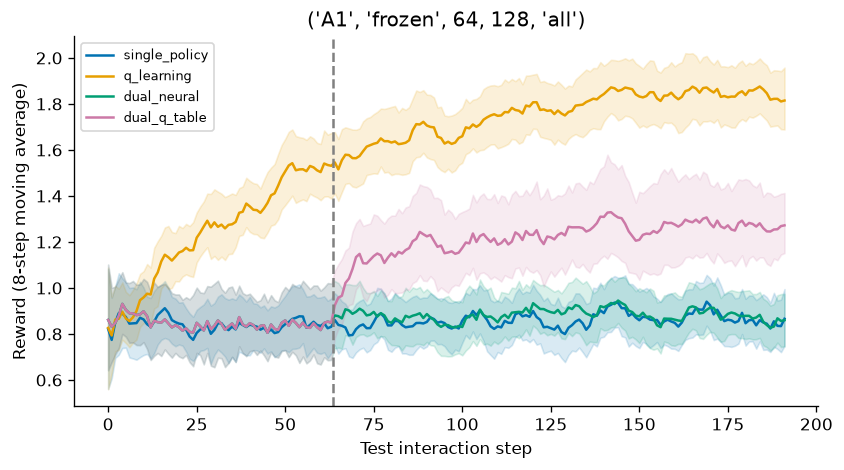 ('A1', 'frozen', 64, 128, 'all')
single_policy
q_learning
dual_neural
dual_q_table
Reward (8-step moving average)
2.0
1.8
1.6
1.4
1.2
1.0
0.8
0.6
0 25 50 75 100 125 150 175 200
Test interaction step